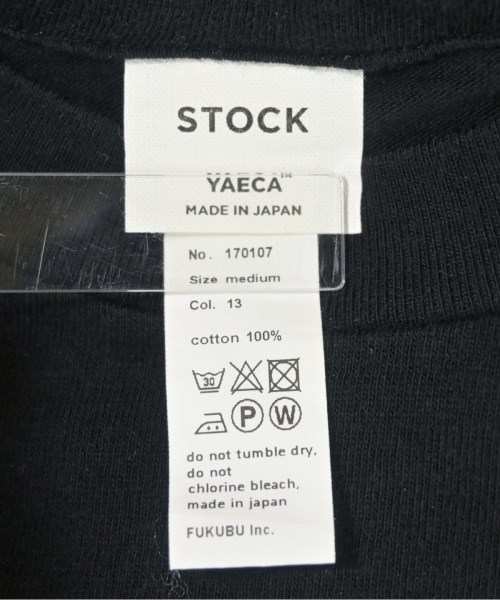 STOCK
YAECA™
MADE IN JAPAN
No. 170107
Size medium
Col. 13
cotton 100%
30
P W
do not tumble dry,
do not
chlorine bleach,
made in japan
FUKUBU Inc.